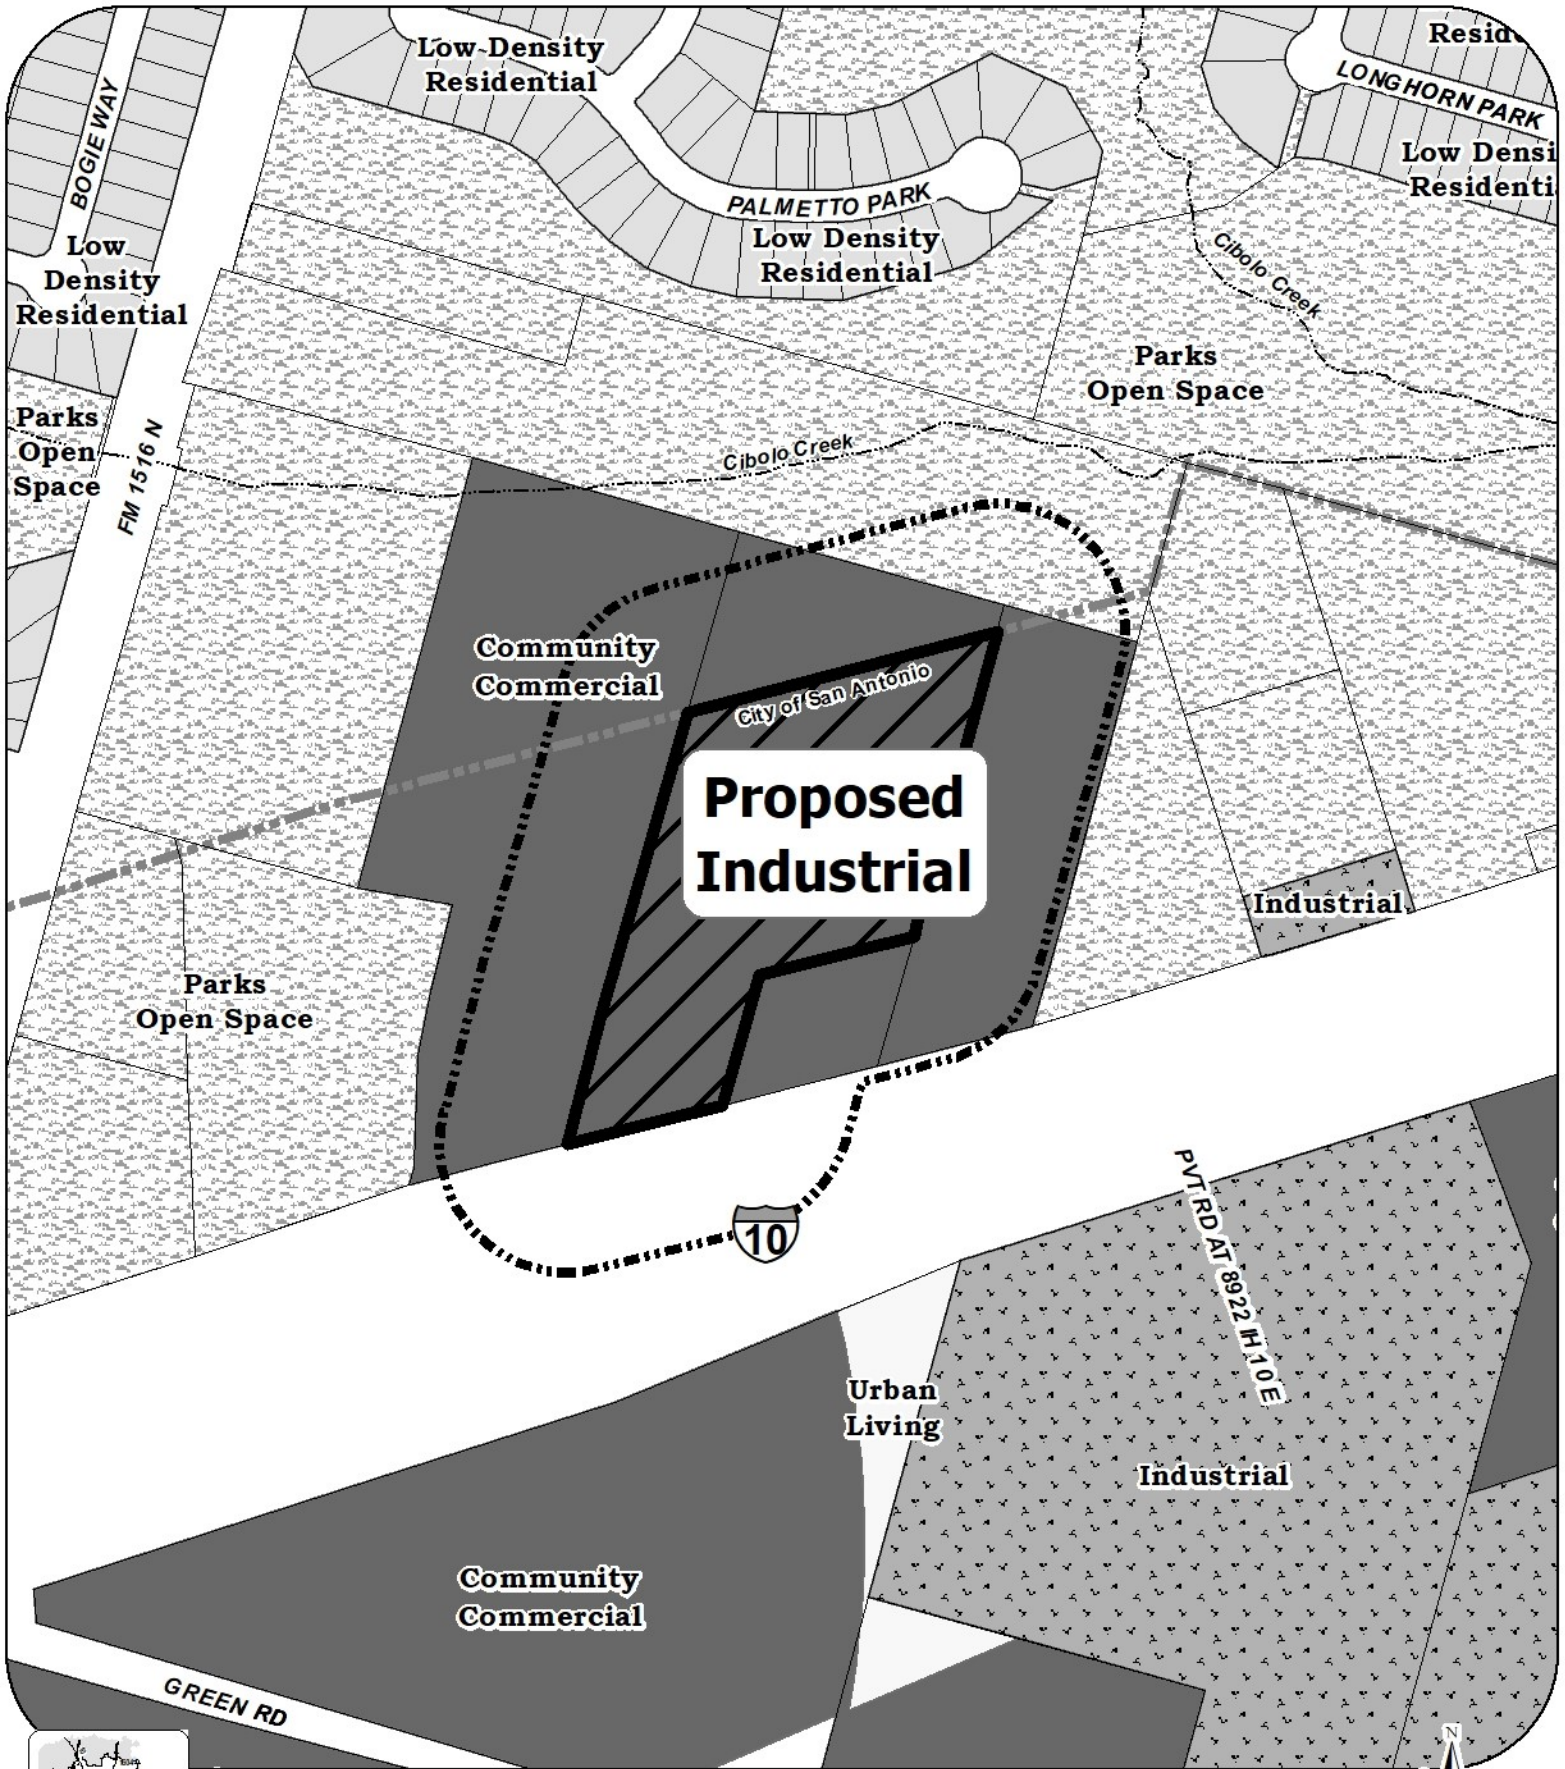 Low Density
Residential
Resid
LONGHORN PARK
BOGIE WAY
Low Densi
Residenti
PALMETTO PARK
Low Density
Residential
Low
Density
Residential
Cibolo Creek
Parks
Open Space
Parks
Open
Space
FM 1516 N
Cibolo Creek
Community
Commercial
City of San Antonio
Proposed
Industrial
Industrial
Parks
Open Space
PVT RD AT 8922 IH 10 E
10
Urban
Living
Industrial
Community
Commercial
GREEN RD
N